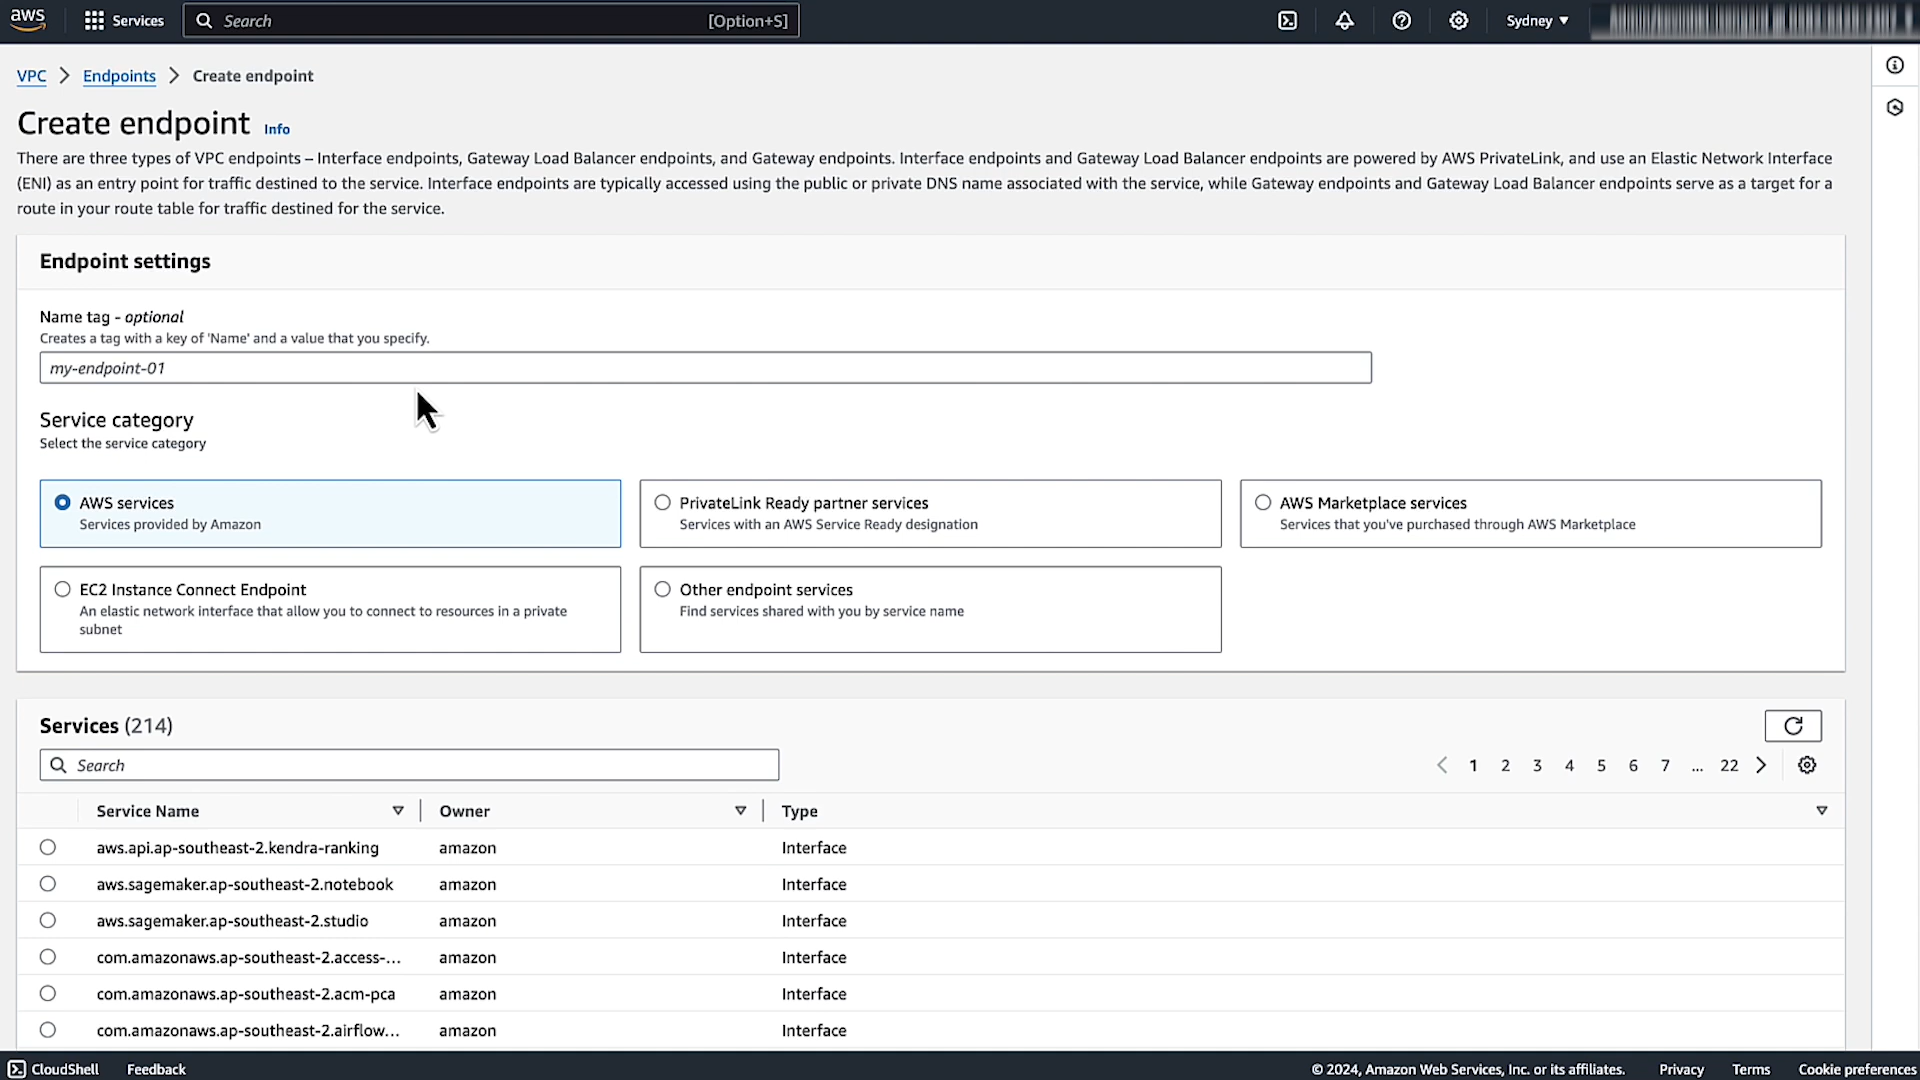 aws Services Search [Option+S] Sydney
VPC > Endpoints > Create endpoint
Create endpoint Info
There are three types of VPC endpoints – Interface endpoints, Gateway Load Balancer endpoints, and Gateway endpoints. Interface endpoints and Gateway Load Balancer endpoints are powered by AWS PrivateLink, and use an Elastic Network Interface
(ENI) as an entry point for traffic destined to the service. Interface endpoints are typically accessed using the public or private DNS name associated with the service, while Gateway endpoints and Gateway Load Balancer endpoints serve as a target for a
route in your route table for traffic destined for the service.
Endpoint settings
Name tag - optional
Creates a tag with a key of 'Name' and a value that you specify.
my-endpoint-01
Service category
Select the service category
AWS services
Services provided by Amazon
PrivateLink Ready partner services
Services with an AWS Service Ready designation
AWS Marketplace services
Services that you've purchased through AWS Marketplace
EC2 Instance Connect Endpoint
An elastic network interface that allow you to connect to resources in a private
subnet
Other endpoint services
Find services shared with you by service name
Services (214)
Search
1 2 3 4 5 6 7 ... 22
Service Name Owner Type
aws.api.ap-southeast-2.kendra-ranking amazon Interface
aws.sagemaker.ap-southeast-2.notebook amazon Interface
aws.sagemaker.ap-southeast-2.studio amazon Interface
com.amazonaws.ap-southeast-2.access-... amazon Interface
com.amazonaws.ap-southeast-2.acm-pca amazon Interface
com.amazonaws.ap-southeast-2.airflow... amazon Interface
CloudShell Feedback © 2024, Amazon Web Services, Inc. or its affiliates. Privacy Terms Cookie preferences